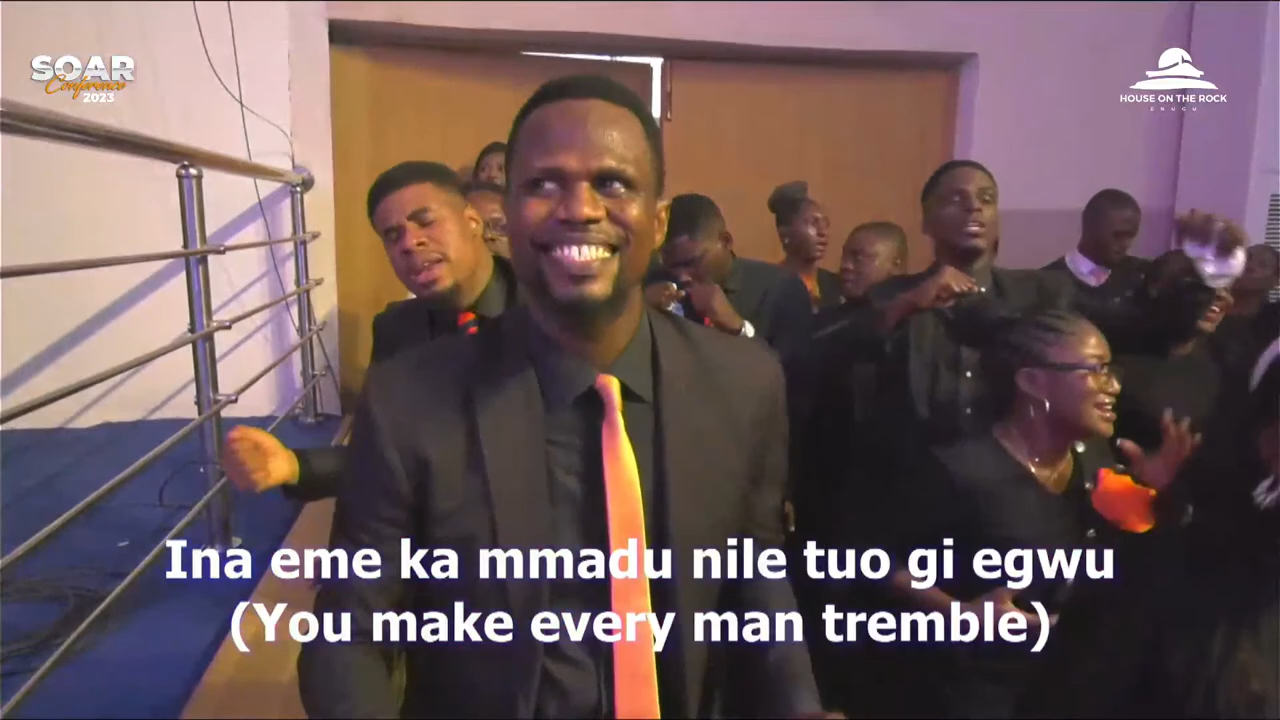 SOAR
Conference
2023
HOUSE ON THE ROCK
ENUGU
Ina eme ka mmadu nile tuo gi egwu
(You make every man tremble)